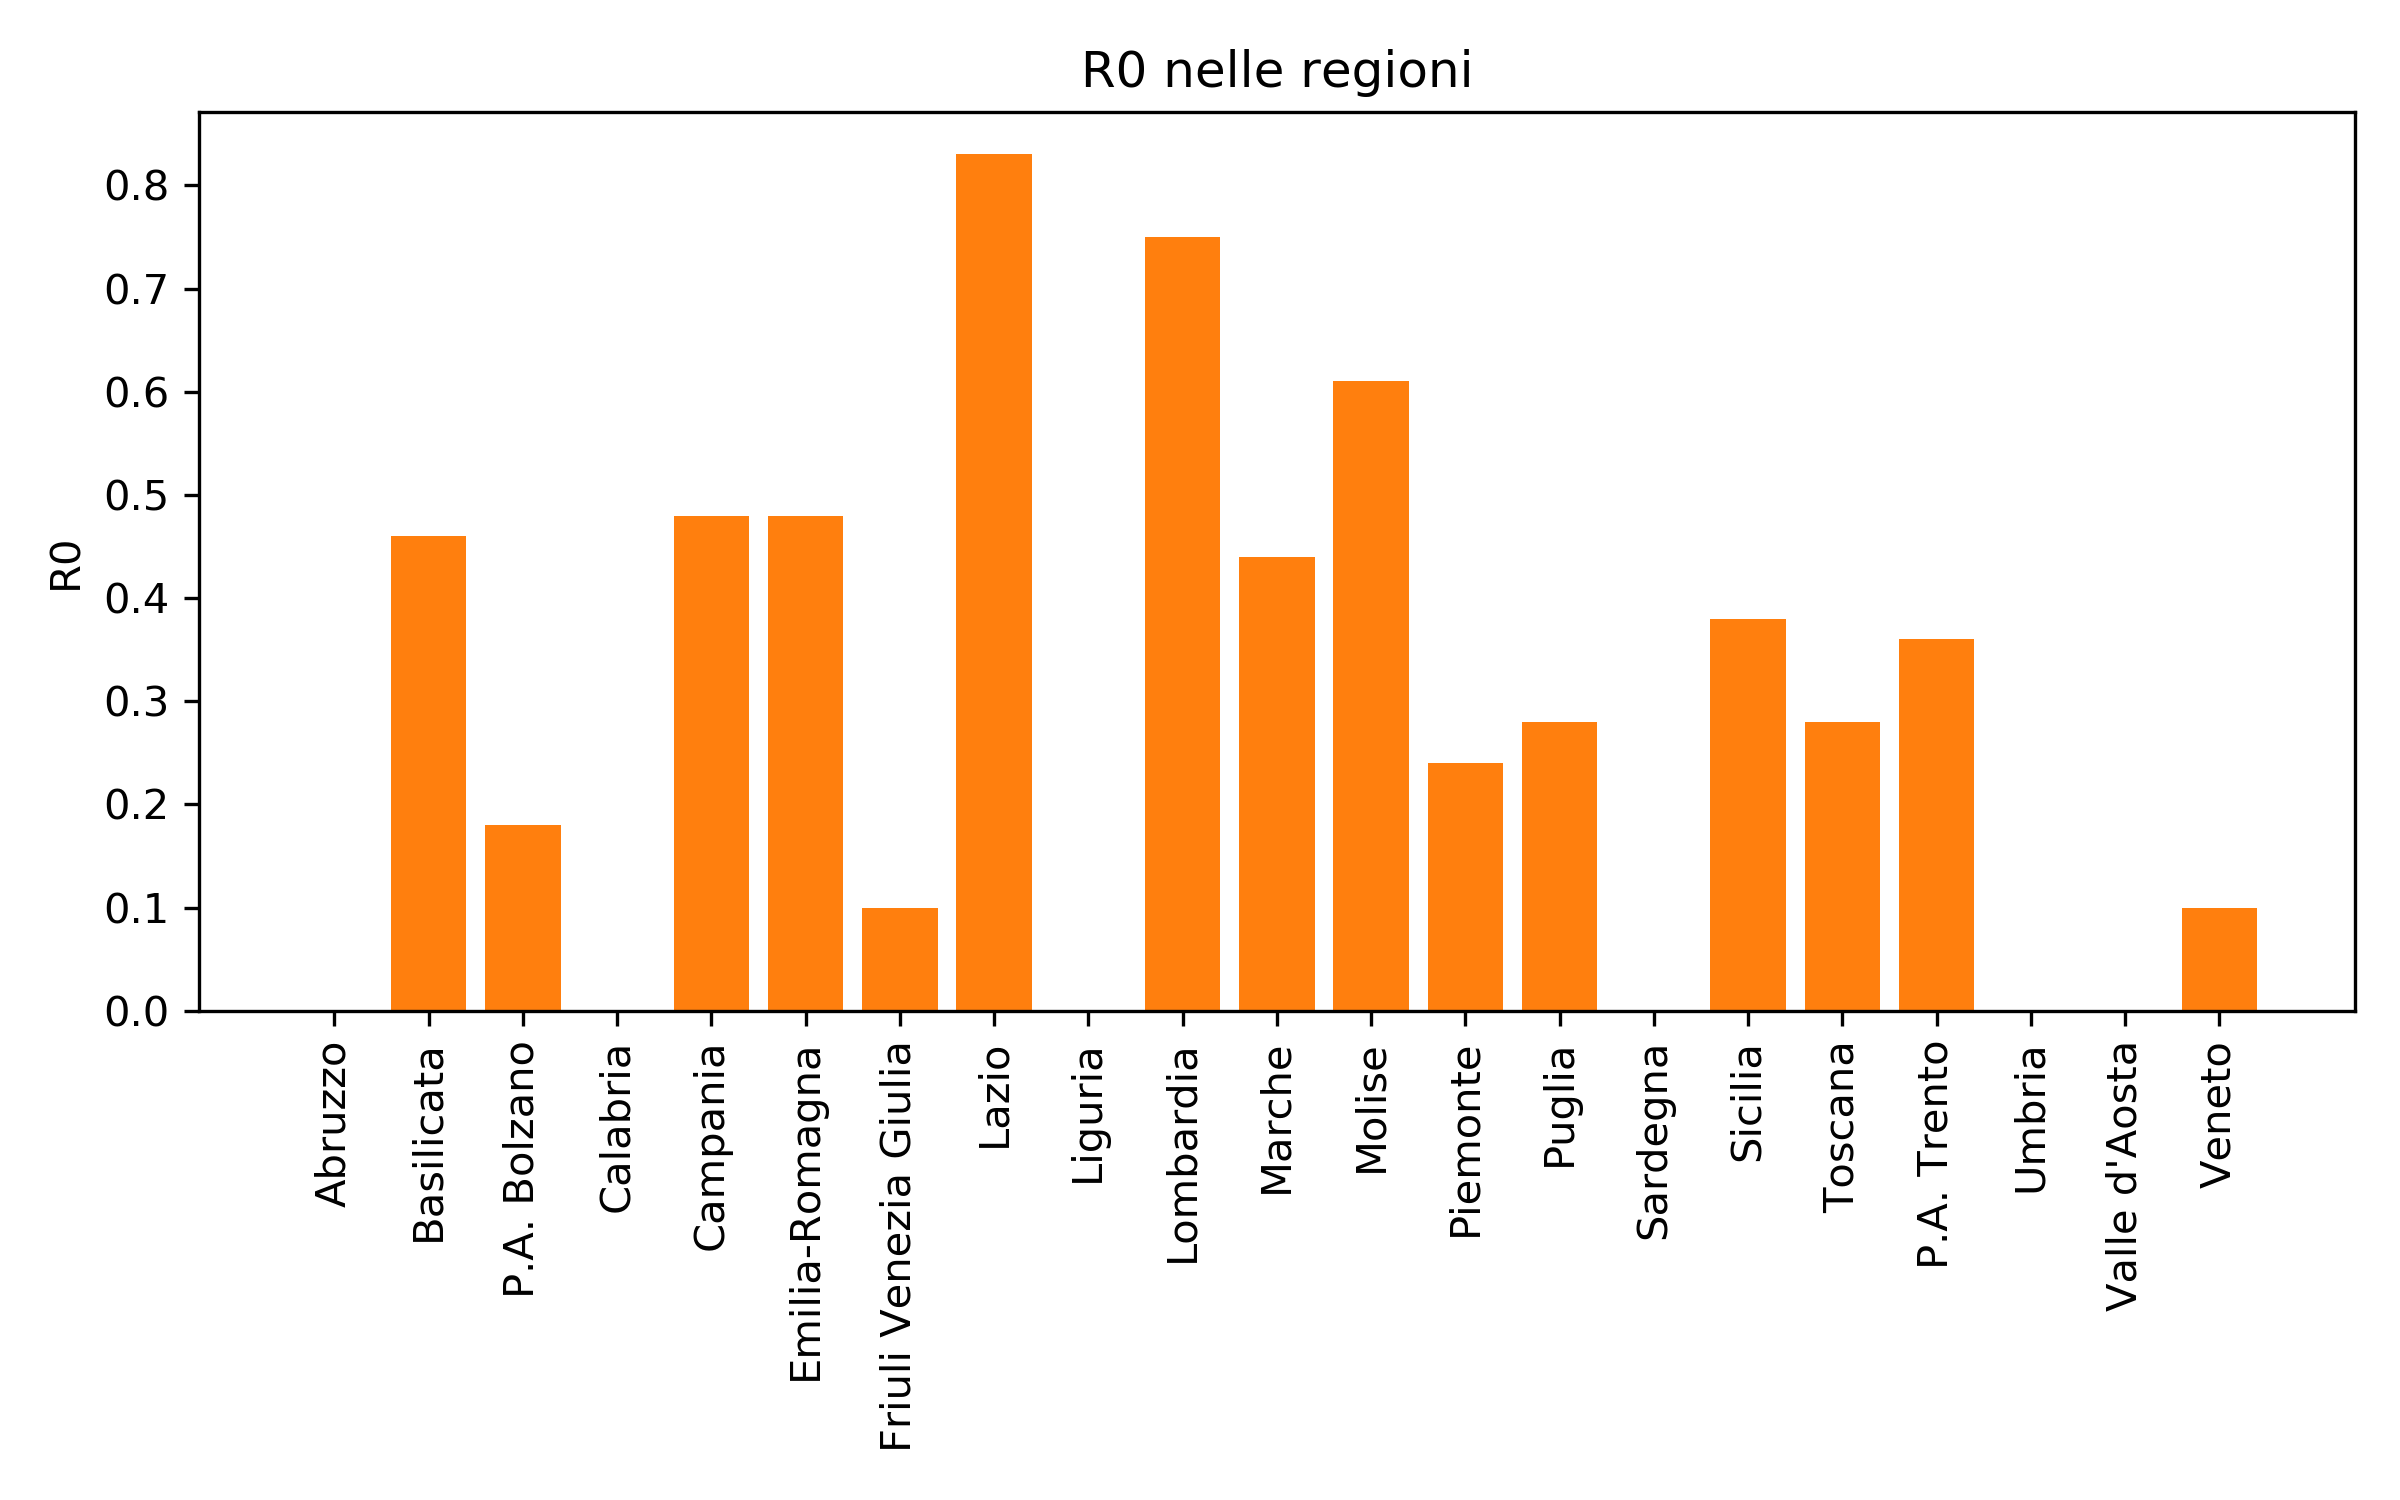 R0 nelle regioni
R0
0.8
0.7
0.6
0.5
0.4
0.3
0.2
0.1
0.0
Abruzzo
Basilicata
P.A. Bolzano
Calabria
Campania
Emilia-Romagna
Friuli Venezia Giulia
Lazio
Liguria
Lombardia
Marche
Molise
Piemonte
Puglia
Sardegna
Sicilia
Toscana
P.A. Trento
Umbria
Valle d'Aosta
Veneto